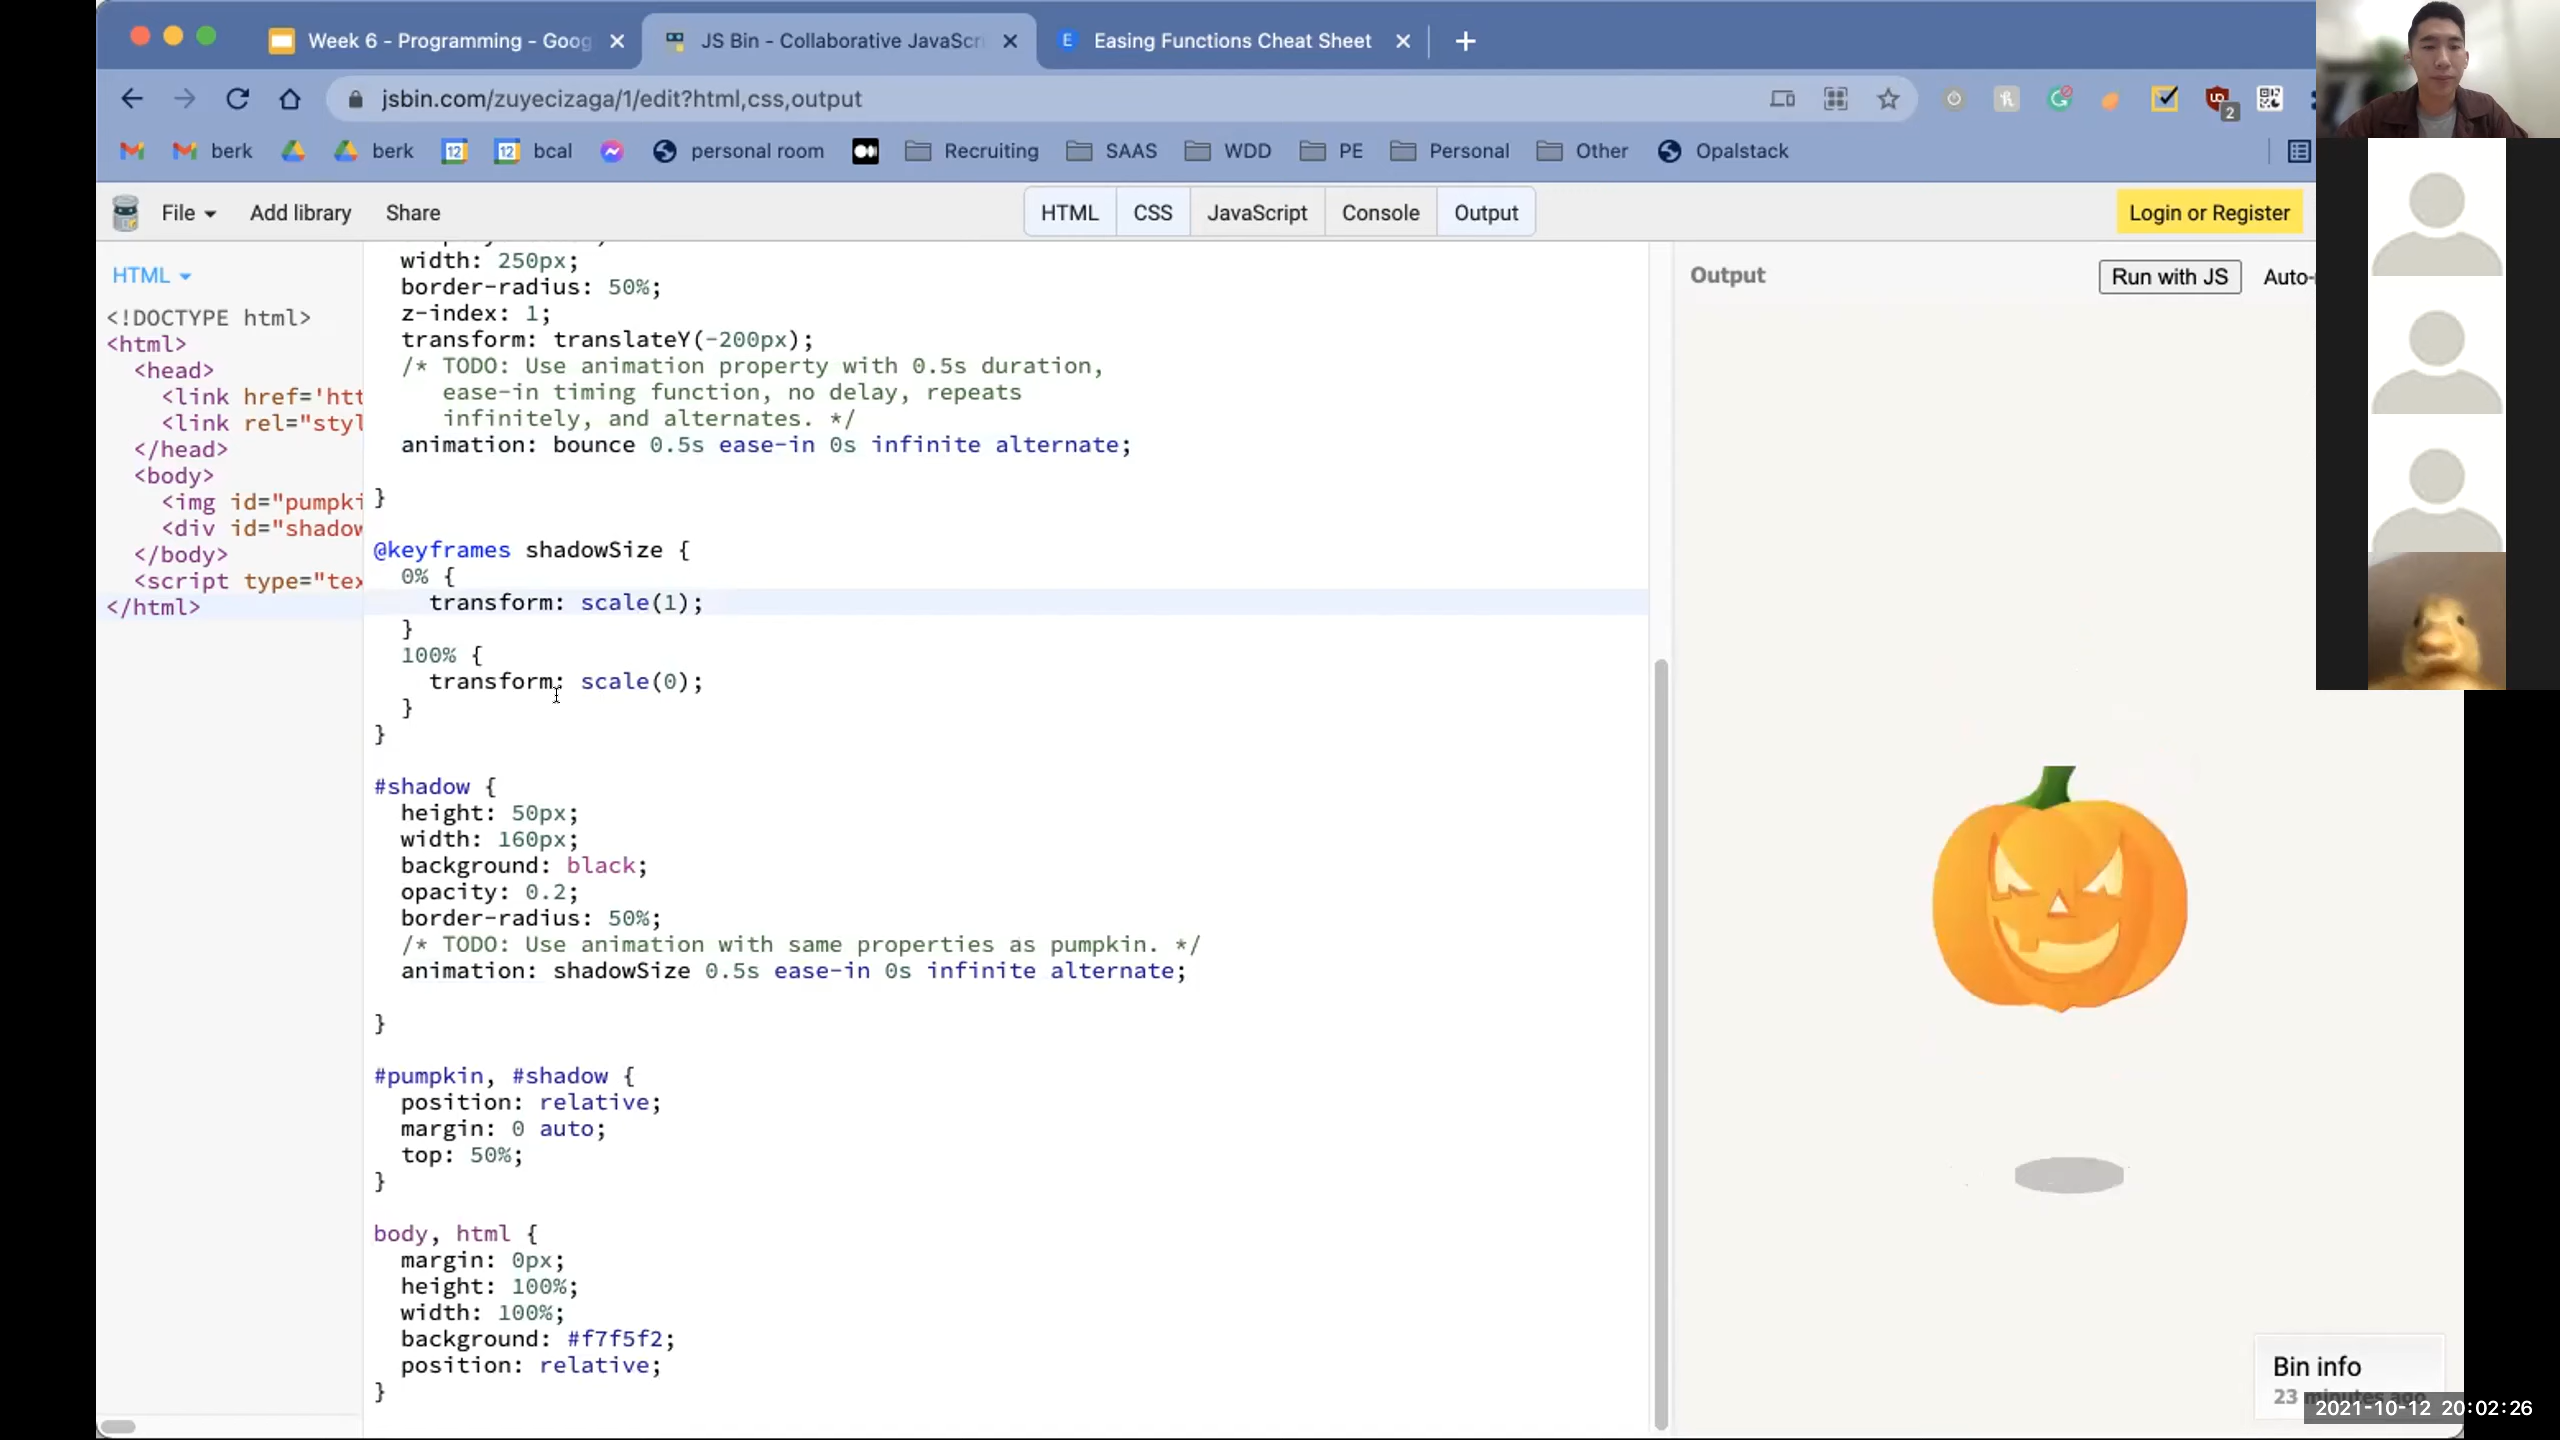 Week 6 - Programming - Goog
JS Bin - Collaborative JavaScri
Easing Functions Cheat Sheet
jsbin.com/zuyecizaga/1/edit?html,css,output
2
berk
berk
12
12 bcal
personal room
Recruiting
SAAS
WDD
PE
Personal
Other
Opalstack
File
Add library
Share
HTML
CSS
JavaScript
Console
Output
Login or Register
HTML
<!DOCTYPE html>
<html>
<head>
<link href='htt
<link rel="styl
</head>
<body>
<img id="pumpki
<div id="shadow
</body>
<script type="tex
</html>
width: 250px;
border-radius: 50%;
z-index: 1;
transform: translateY(-200px);
/* TODO: Use animation property with 0.5s duration,
ease-in timing function, no delay, repeats
infinitely, and alternates. */
animation: bounce 0.5s ease-in 0s infinite alternate;
}
@keyframes shadowSize {
0% {
transform: scale(1);
}
100% {
transform: scale(0);
}
}
#shadow {
height: 50px;
width: 160px;
background: black;
opacity: 0.2;
border-radius: 50%;
/* TODO: Use animation with same properties as pumpkin. */
animation: shadowSize 0.5s ease-in 0s infinite alternate;
}
#pumpkin, #shadow {
position: relative;
margin: 0 auto;
top: 50%;
}
body, html {
margin: 0px;
height: 100%;
width: 100%;
background: #f7f5f2;
position: relative;
}
Output
Run with JS
Auto-
Bin info
23 minutes ago
2021-10-12 20:02:26